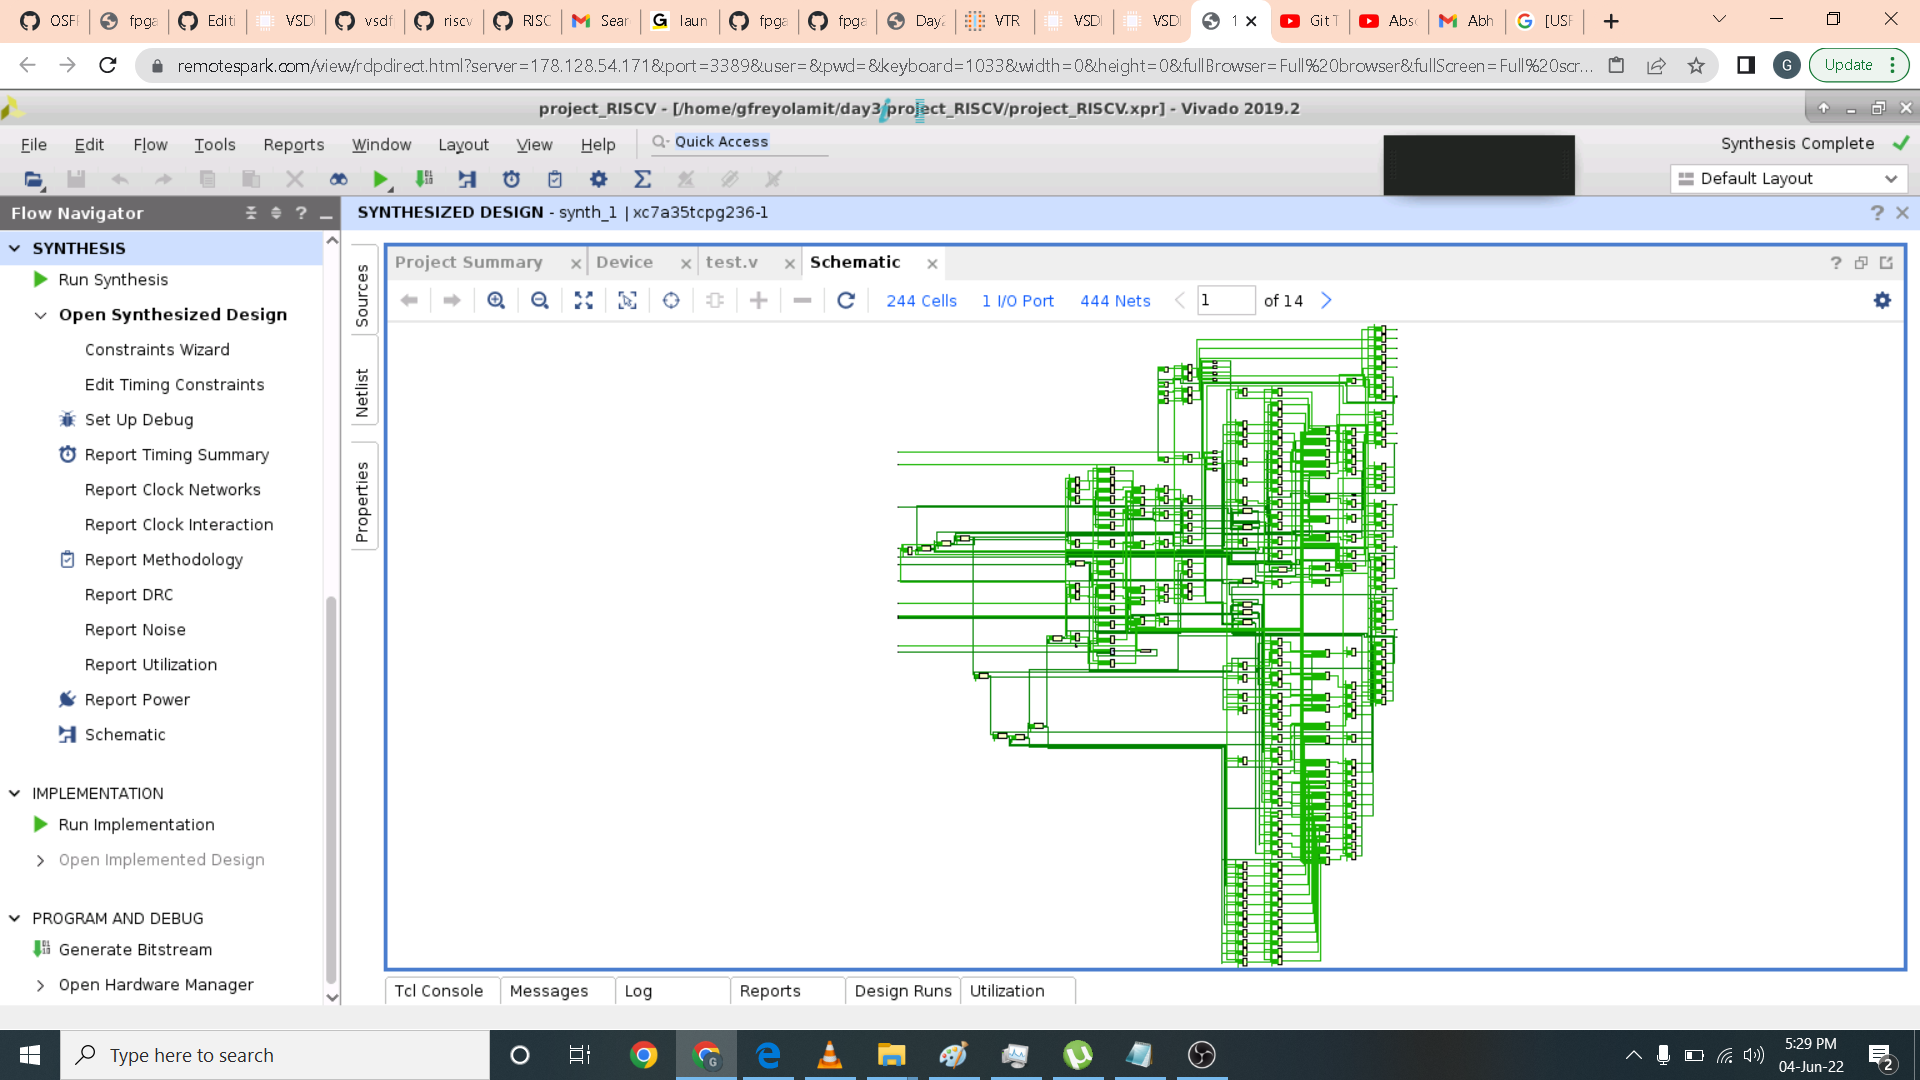 OSF
fpga
Editi
VSDI
vsdf
riscv
RISC
Sear
laun
fpga
fpga
Day2
VTR
VSDI
VSDI
1
Git T
Absc
Abh
[USF
remotespark.com/view/rdpdirect.html?server=178.128.54.171&port=3389&user=&pwd=&keyboard=1033&width=0&height=0&fullBrowser=Full%20browser&fullScreen=Full%20scr...
G
Update
project_RISCV - [/home/gfreyolamit/day3/project_RISCV/project_RISCV.xpr] - Vivado 2019.2
File Edit Flow Tools Reports Window Layout View Help
Quick Access
Synthesis Complete
Default Layout
Flow Navigator
SYNTHESIZED DESIGN - synth_1 | xc7a35tcpg236-1
SYNTHESIS
Run Synthesis
Open Synthesized Design
Constraints Wizard
Edit Timing Constraints
Set Up Debug
Report Timing Summary
Report Clock Networks
Report Clock Interaction
Report Methodology
Report DRC
Report Noise
Report Utilization
Report Power
Schematic
IMPLEMENTATION
Run Implementation
Open Implemented Design
PROGRAM AND DEBUG
Generate Bitstream
Open Hardware Manager
Sources
Netlist
Properties
Project Summary
Device
test.v
Schematic
244 Cells 1 I/O Port 444 Nets 1 of 14
Tcl Console
Messages
Log
Reports
Design Runs
Utilization
Type here to search
5:29 PM
04-Jun-22
2